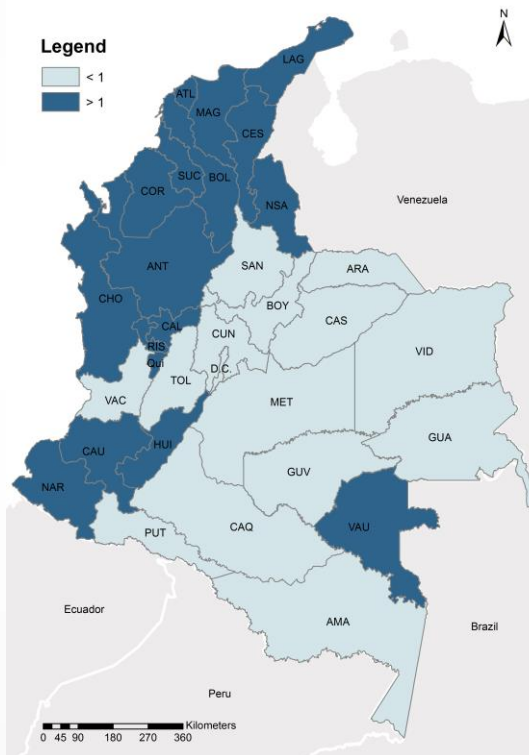 N
Legend
< 1
> 1
LAG
ATL
MAG
CES
SUC
BOL
COR
NSA
Venezuela
SAN
ARA
ANT
BOY
CHO
CAS
CAL
CUN
RIS
VID
Qui
D.C.
TOL
VAC
MET
GUA
HUI
CAU
GUV
NAR
VAU
CAQ
PUT
Ecuador
AMA
Brazil
Peru
Kilometers
0 45 90 180 270 360